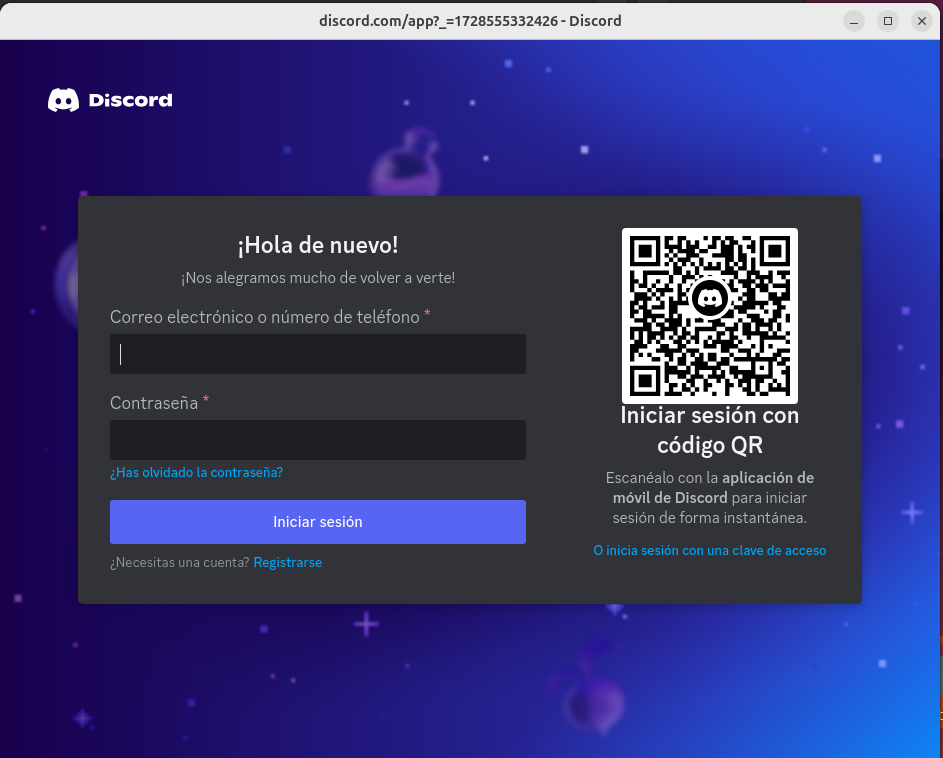 discord.com/app?_=1728555332426 - Discord
Discord
¡Hola de nuevo!
¡Nos alegramos mucho de volver a verte!
Correo electrónico o número de teléfono *
Contraseña *
¿Has olvidado la contraseña?
Iniciar sesión
¿Necesitas una cuenta? Registrarse
Iniciar sesión con
código QR
Escanéalo con la aplicación de
móvil de Discord para iniciar
sesión de forma instantánea.
O inicia sesión con una clave de acceso